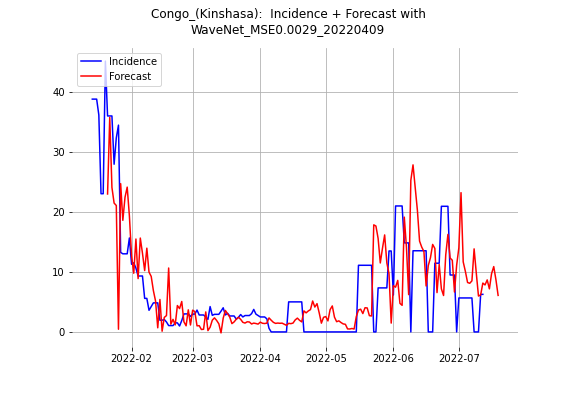 Congo_(Kinshasa):  Incidence + Forecast with
WaveNet_MSE0.0029_20220409
Incidence
Forecast
40
30
20
10
0
2022-02 2022-03 2022-04 2022-05 2022-06 2022-07